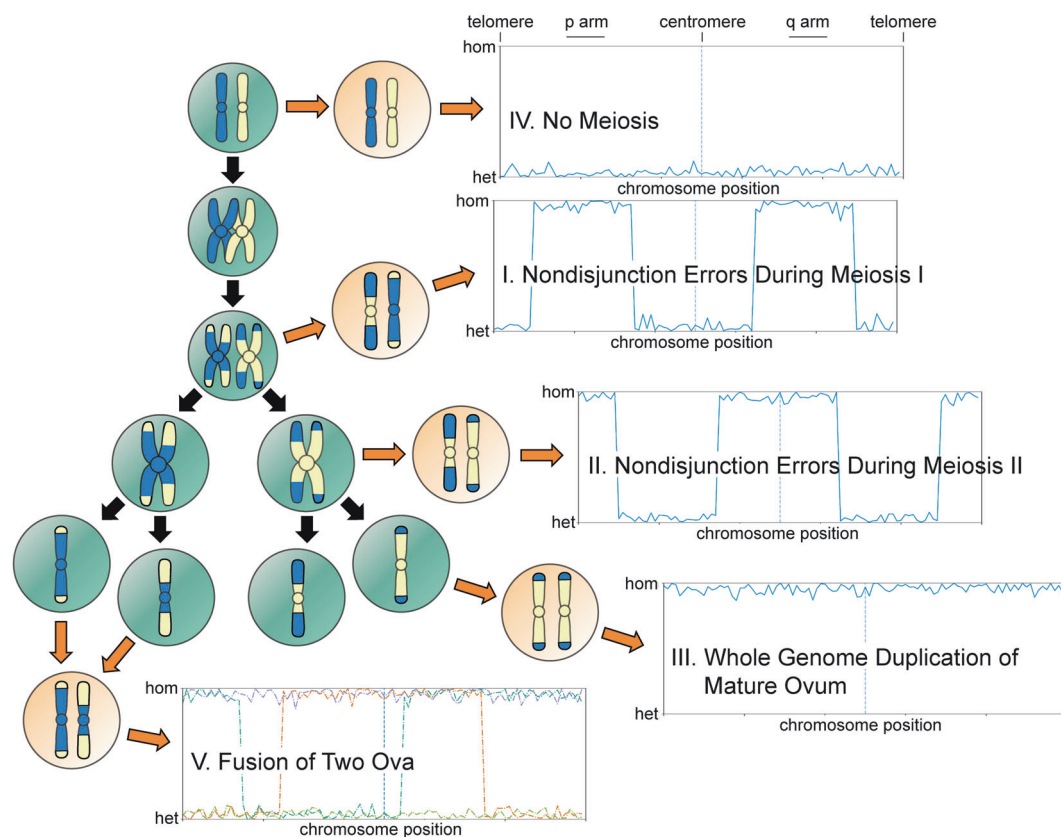 telomere p arm centromere q arm telomere
hom
IV. No Meiosis
het
chromosome position
hom
I. Nondisjunction Errors During Meiosis I
het
chromosome position
hom
II. Nondisjunction Errors During Meiosis II
het
chromosome position
hom
III. Whole Genome Duplication of
Mature Ovum
het
chromosome position
hom
V. Fusion of Two Ova
het
chromosome position